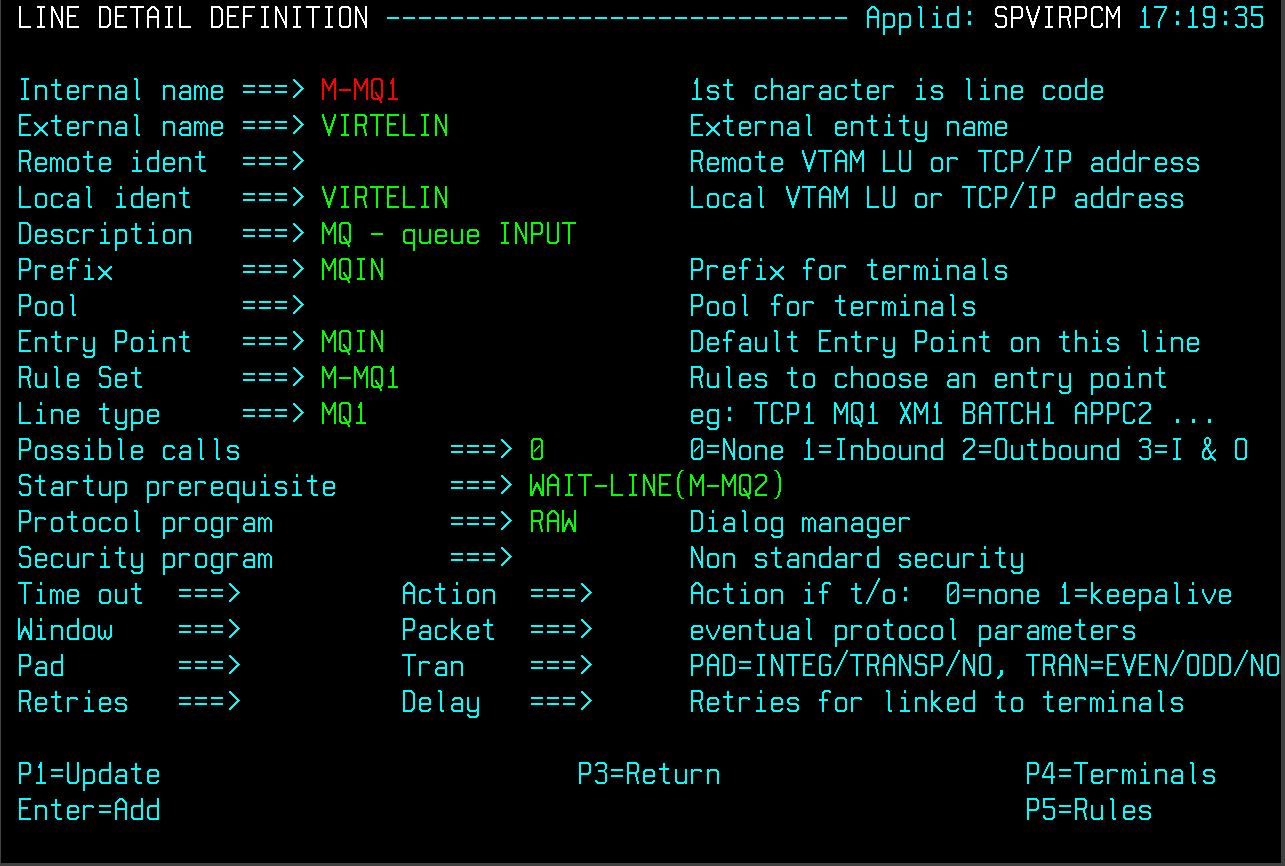 LINE DETAIL DEFINITION ----------------------------- Applid: SPVIRPCM 17:19:35
Internal name ===> M-MQ1 1st character is line code
External name ===> VIRTELIN External entity name
Remote ident ===> Remote VTAM LU or TCP/IP address
Local ident ===> VIRTELIN Local VTAM LU or TCP/IP address
Description ===> MQ - queue INPUT
Prefix ===> MQIN Prefix for terminals
Pool ===> Pool for terminals
Entry Point ===> MQIN Default Entry Point on this line
Rule Set ===> M-MQ1 Rules to choose an entry point
Line type ===> MQ1 eg: TCP1 MQ1 XM1 BATCH1 APPC2 ...
Possible calls ===> 0 0=None 1=Inbound 2=Outbound 3=I & O
Startup prerequisite ===> WAIT-LINE(M-MQ2)
Protocol program ===> RAW Dialog manager
Security program ===> Non standard security
Time out ===> Action ===> Action if t/o: 0=none 1=keepalive
Window ===> Packet ===> eventual protocol parameters
Pad ===> Tran ===> PAD=INTEG/TRANSP/NO, TRAN=EVEN/ODD/NO
Retries ===> Delay ===> Retries for linked to terminals
P1=Update P3=Return P4=Terminals
Enter=Add P5=Rules